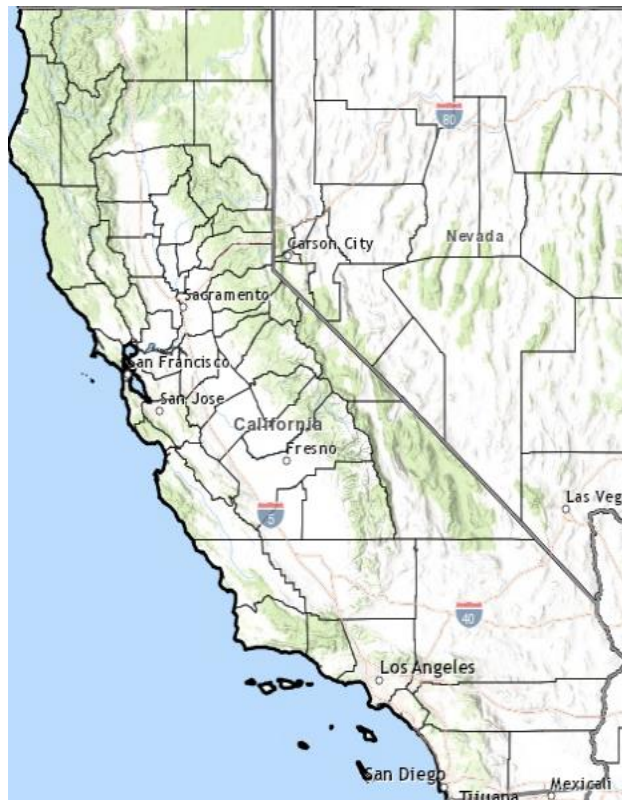 80
Carson City
Nevada
Sacramento
San Francisco
San Jose
California
Fresno
5
Las Veg
40
Los Angeles
San Diego
Mexicali
Tijuana